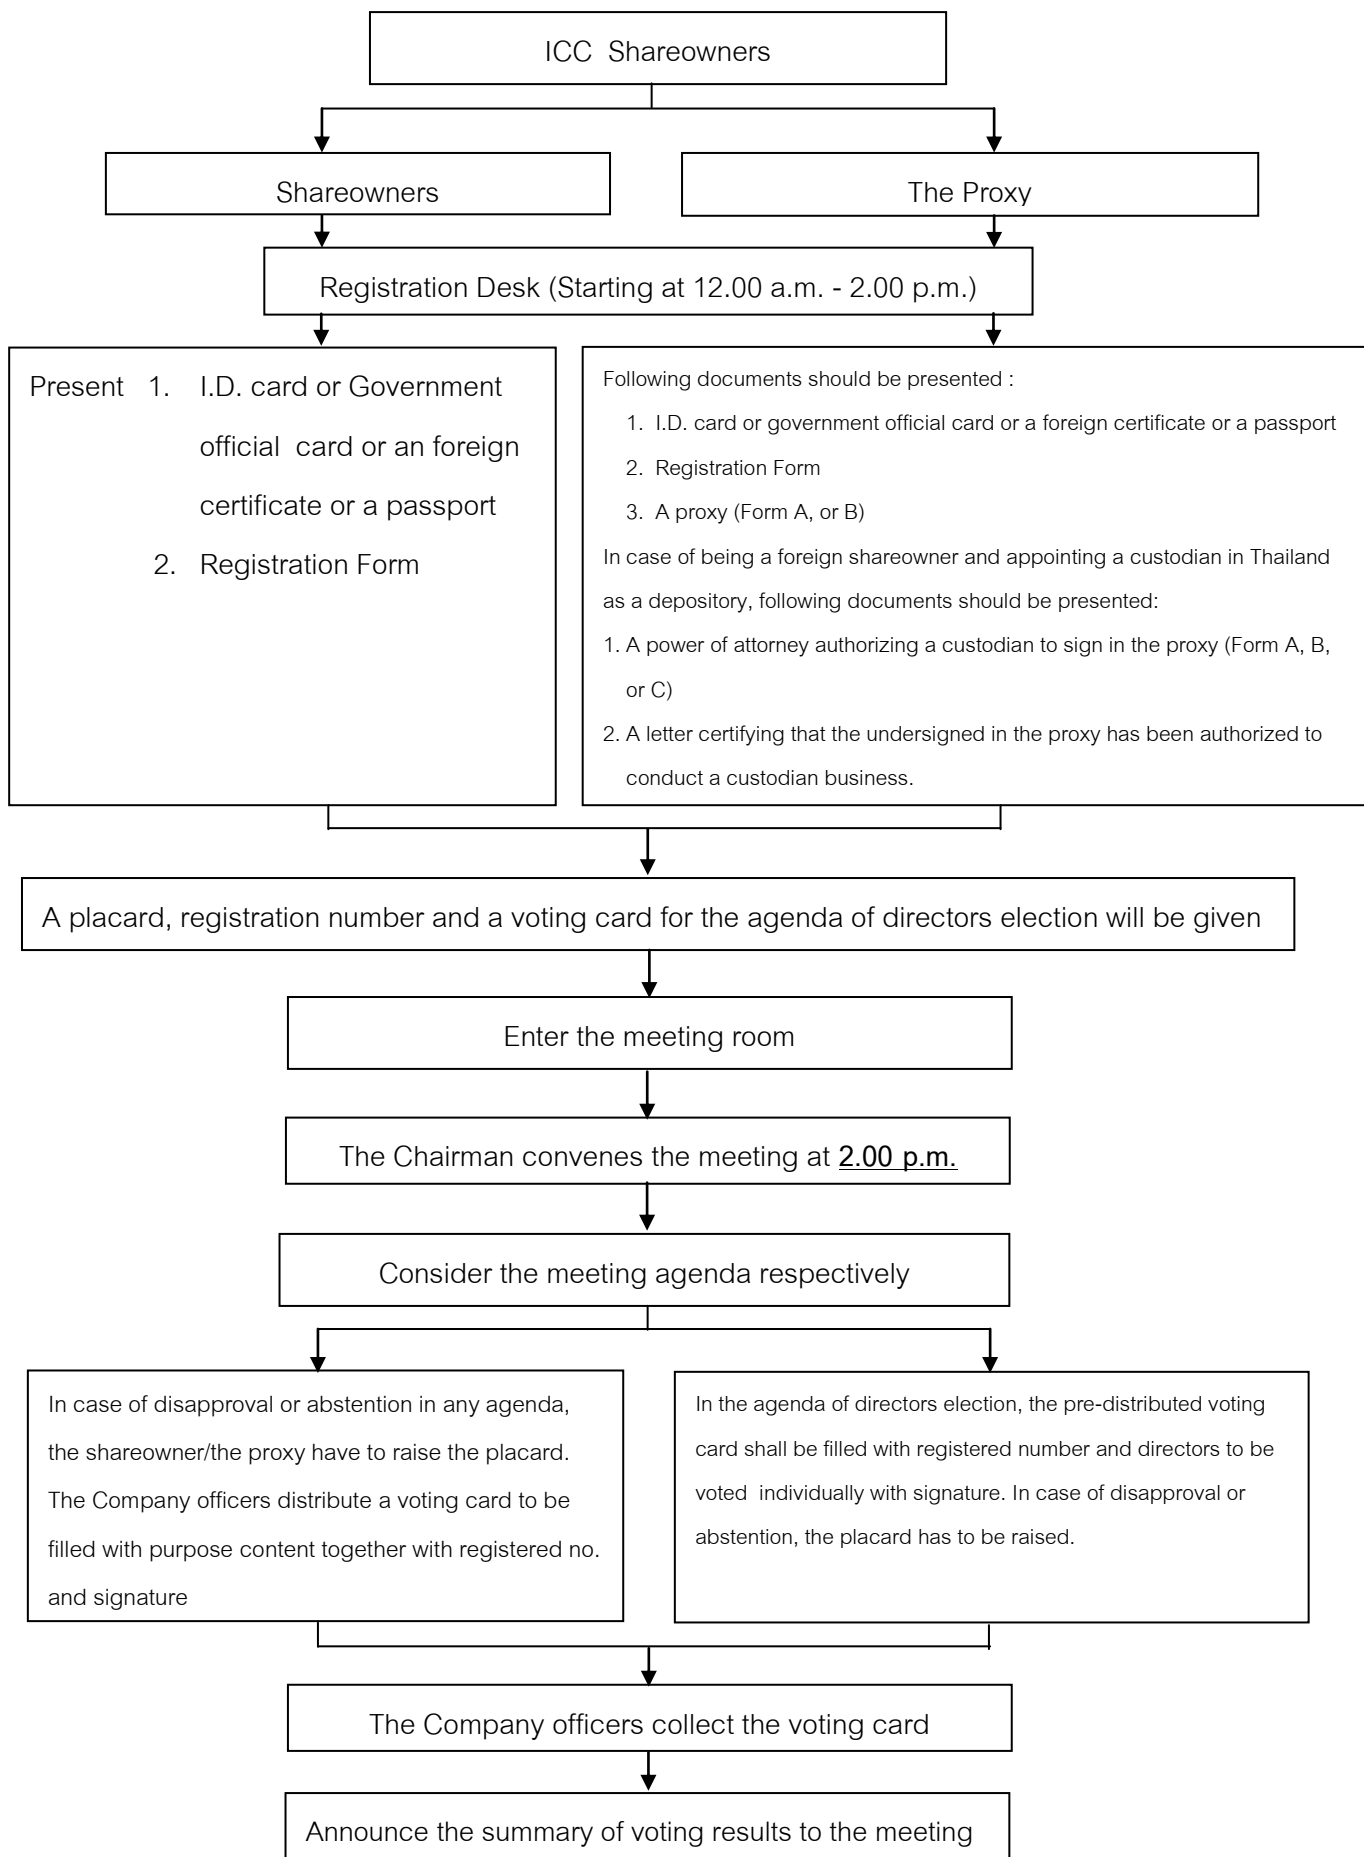 ICC Shareowners
Shareowners
The Proxy
Registration Desk (Starting at 12.00 a.m. - 2.00 p.m.)
Present 1. I.D. card or Government
official card or an foreign
certificate or a passport
2. Registration Form
Following documents should be presented :
1. I.D. card or government official card or a foreign certificate or a passport
2. Registration Form
3. A proxy (Form A, or B)
In case of being a foreign shareowner and appointing a custodian in Thailand
as a depository, following documents should be presented:
1. A power of attorney authorizing a custodian to sign in the proxy (Form A, B,
or C)
2. A letter certifying that the undersigned in the proxy has been authorized to
conduct a custodian business.
A placard, registration number and a voting card for the agenda of directors election will be given
Enter the meeting room
The Chairman convenes the meeting at 2.00 p.m.
Consider the meeting agenda respectively
In case of disapproval or abstention in any agenda,
the shareowner/the proxy have to raise the placard.
The Company officers distribute a voting card to be
filled with purpose content together with registered no.
and signature
In the agenda of directors election, the pre-distributed voting
card shall be filled with registered number and directors to be
voted individually with signature. In case of disapproval or
abstention, the placard has to be raised.
The Company officers collect the voting card
Announce the summary of voting results to the meeting